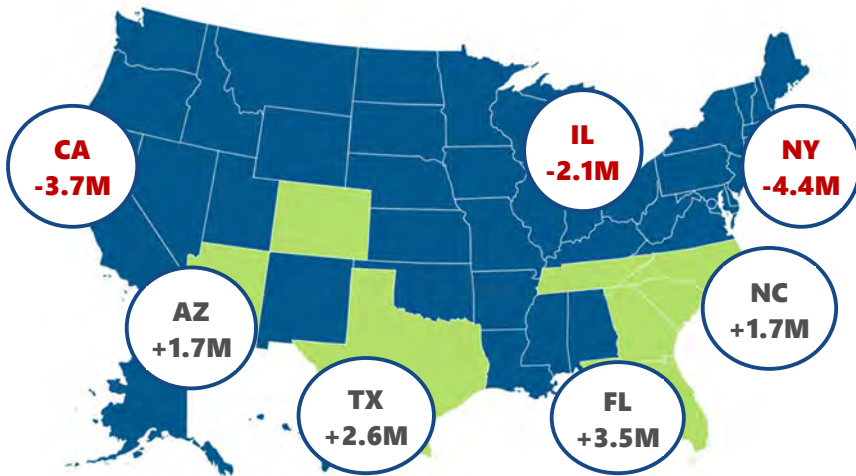 CA
-3.7M
IL
-2.1M
NY
-4.4M
AZ
+1.7M
NC
+1.7M
TX
+2.6M
FL
+3.5M